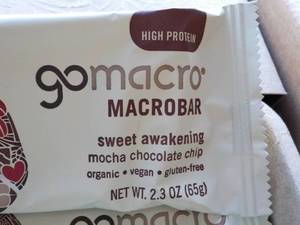 HIGH PROTEIN
gomacro
MACROBAR
sweet awakening
mocha chocolate chip
organic • vegan • gluten-free
NET WT. 2.3 OZ (65g)
gomacro